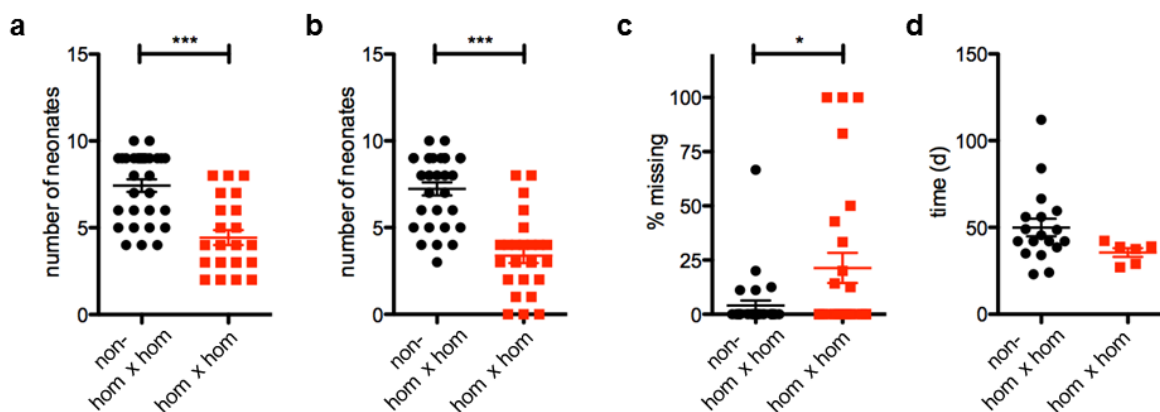 a
***
number of neonates
15
10
5
0
non-
hom x hom
hom x hom
b
***
number of neonates
15
10
5
0
non-
hom x hom
hom x hom
c
*
% missing
100
75
50
25
0
non-
hom x hom
hom x hom
d
time (d)
150
100
50
0
non-
hom x hom
hom x hom